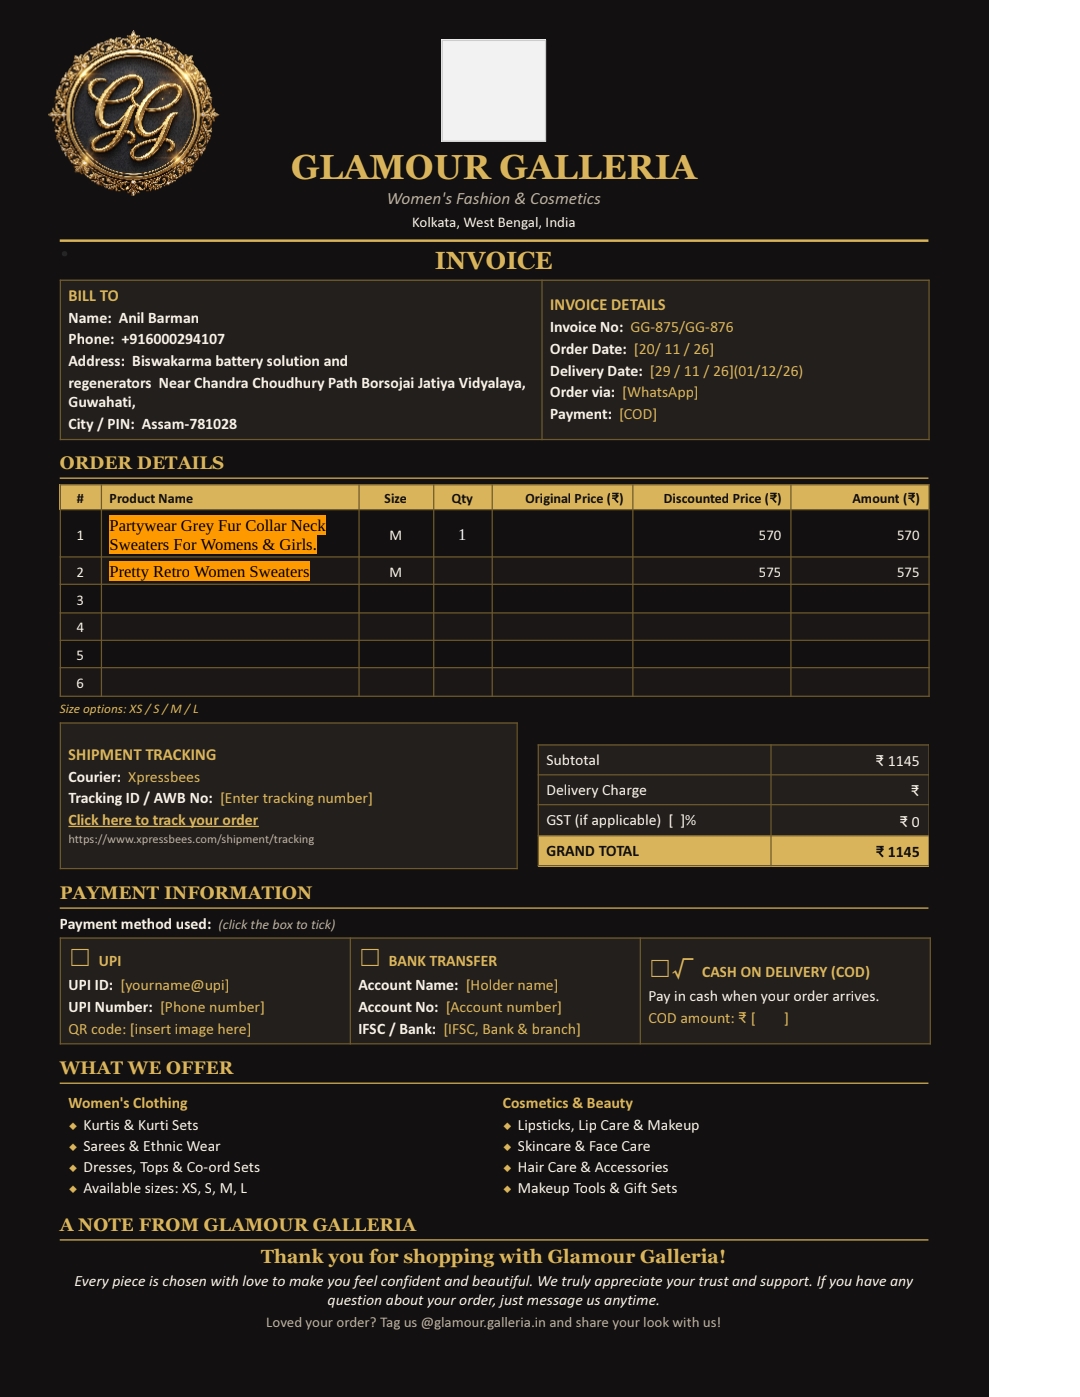 GG
GLAMOUR GALLERIA
Women's Fashion & Cosmetics
Kolkata, West Bengal, India
INVOICE
BILL TO
Name: Anil Barman
Phone: +916000294107
Address: Biswakarma battery solution and
regenerators Near Chandra Choudhury Path Borsojai Jatiya Vidyalaya,
Guwahati,
City / PIN: Assam-781028
INVOICE DETAILS
Invoice No: GG-875/GG-876
Order Date: [20/ 11 / 26]
Delivery Date: [29 / 11 / 26](01/12/26)
Order via: [WhatsApp]
Payment: [COD]
ORDER DETAILS
# Product Name Size Qty Original Price (₹) Discounted Price (₹) Amount (₹)
1 Partywear Grey Fur Collar Neck
Sweaters For Womens & Girls. M 1 570 570
2 Pretty Retro Women Sweaters M 575 575
3
4
5
6
Size options: XS / S / M / L
SHIPMENT TRACKING
Courier: Xpressbees
Tracking ID / AWB No: [Enter tracking number]
Click here to track your order
https://www.xpressbees.com/shipment/tracking
Subtotal ₹ 1145
Delivery Charge ₹
GST (if applicable) [ ]% ₹ 0
GRAND TOTAL ₹ 1145
PAYMENT INFORMATION
Payment method used: (click the box to tick)
☐ UPI
UPI ID: [yourname@upi]
UPI Number: [Phone number]
QR code: [insert image here]
☐ BANK TRANSFER
Account Name: [Holder name]
Account No: [Account number]
IFSC / Bank: [IFSC, Bank & branch]
☐√ CASH ON DELIVERY (COD)
Pay in cash when your order arrives.
COD amount: ₹ [ ]
WHAT WE OFFER
Women's Clothing
◆ Kurtis & Kurti Sets
◆ Sarees & Ethnic Wear
◆ Dresses, Tops & Co-ord Sets
◆ Available sizes: XS, S, M, L
Cosmetics & Beauty
◆ Lipsticks, Lip Care & Makeup
◆ Skincare & Face Care
◆ Hair Care & Accessories
◆ Makeup Tools & Gift Sets
A NOTE FROM GLAMOUR GALLERIA
Thank you for shopping with Glamour Galleria!
Every piece is chosen with love to make you feel confident and beautiful. We truly appreciate your trust and support. If you have any
question about your order, just message us anytime.
Loved your order? Tag us @glamour.galleria.in and share your look with us!